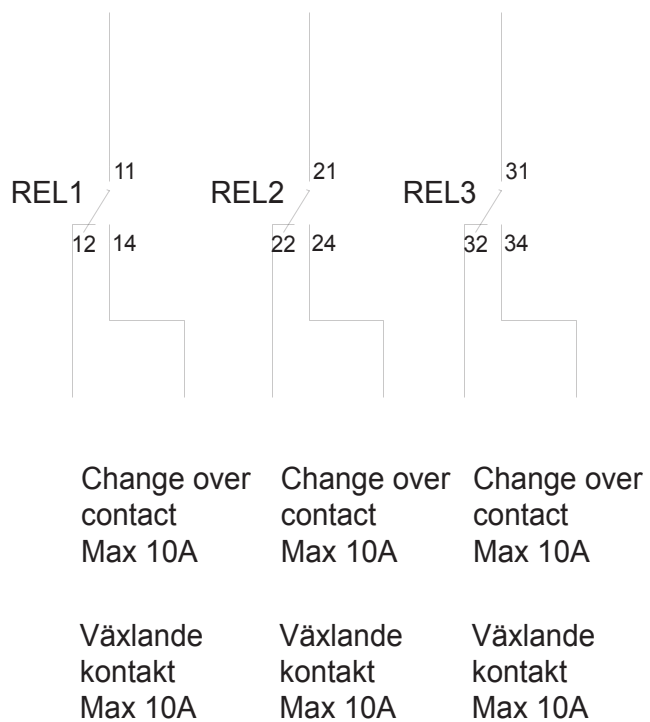 11
21
31
REL1
REL2
REL3
12
14
22
24
32
34
Change over
contact
Max 10A
Change over
contact
Max 10A
Change over
contact
Max 10A
Växlande
kontakt
Max 10A
Växlande
kontakt
Max 10A
Växlande
kontakt
Max 10A